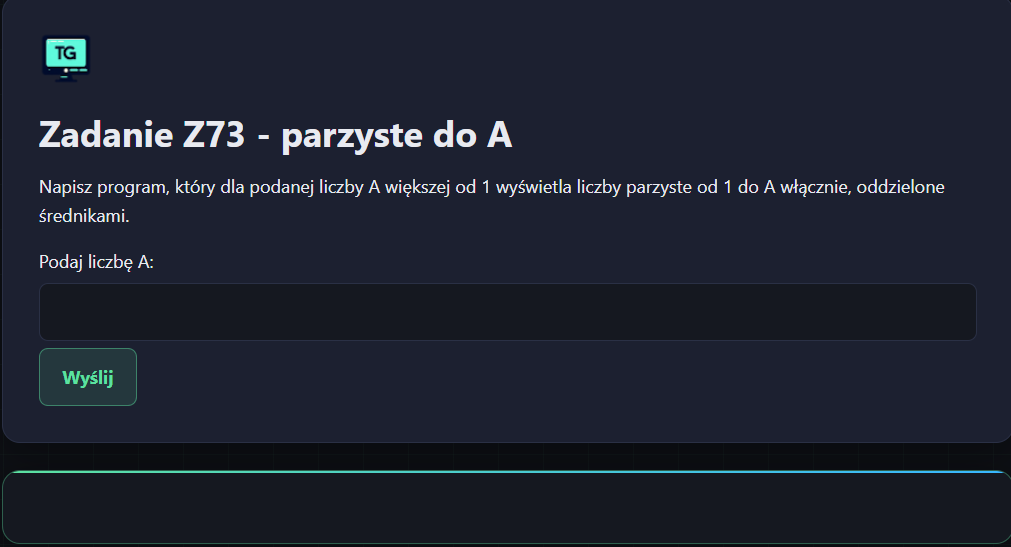 TG
Zadanie Z73 - parzyste do A
Napisz program, który dla podanej liczby A większej od 1 wyświetla liczby parzyste od 1 do A włącznie, oddzielone
średnikami.
Podaj liczbę A:
Wyślij